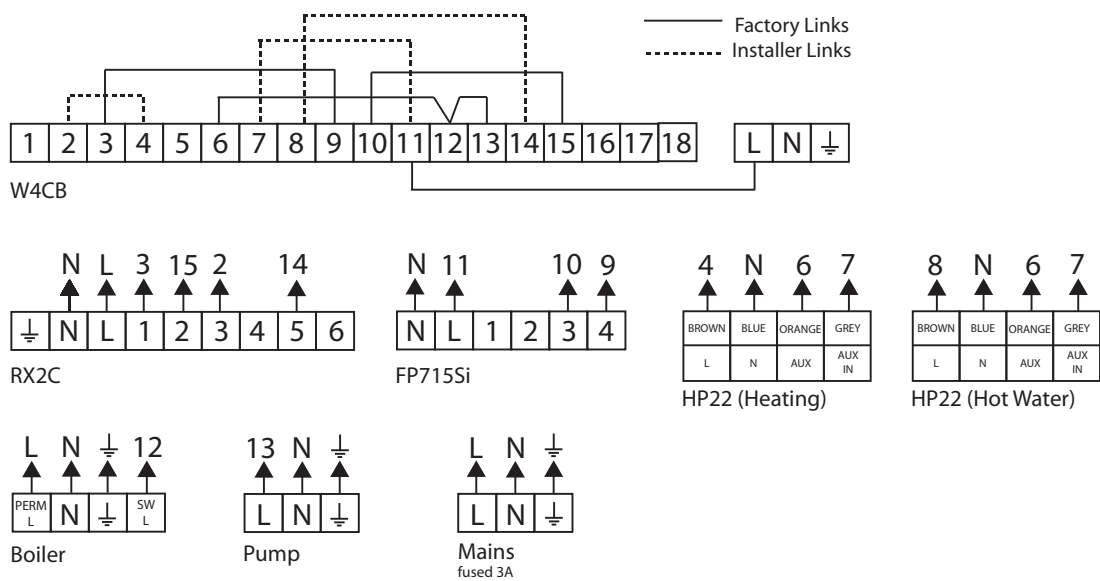 Factory Links
Installer Links
1 2 3 4 5 6 7 8 9 10 11 12 13 14 15 16 17 18 L N
W4CB
N L 3 15 2 14
N L 1 2 3 4 5 6
RX2C
N 11 10 9
N L 1 2 3 4
FP715Si
4 N 6 7
BROWN BLUE ORANGE GREY
L N AUX AUX IN
HP22 (Heating)
8 N 6 7
BROWN BLUE ORANGE GREY
L N AUX AUX IN
HP22 (Hot Water)
L N 12
PERM L N SW L
Boiler
13 N
L N
Pump
L N
L N
Mains
fused 3A